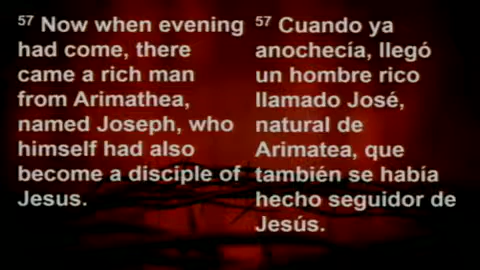 57 Now when evening
had come, there
came a rich man
from Arimathea,
named Joseph, who
himself had also
become a disciple of
Jesus.
57 Cuando ya
anochecía, llegó
un hombre rico
llamado José,
natural de
Arimatea, que
también se había
hecho seguidor de
Jesús.